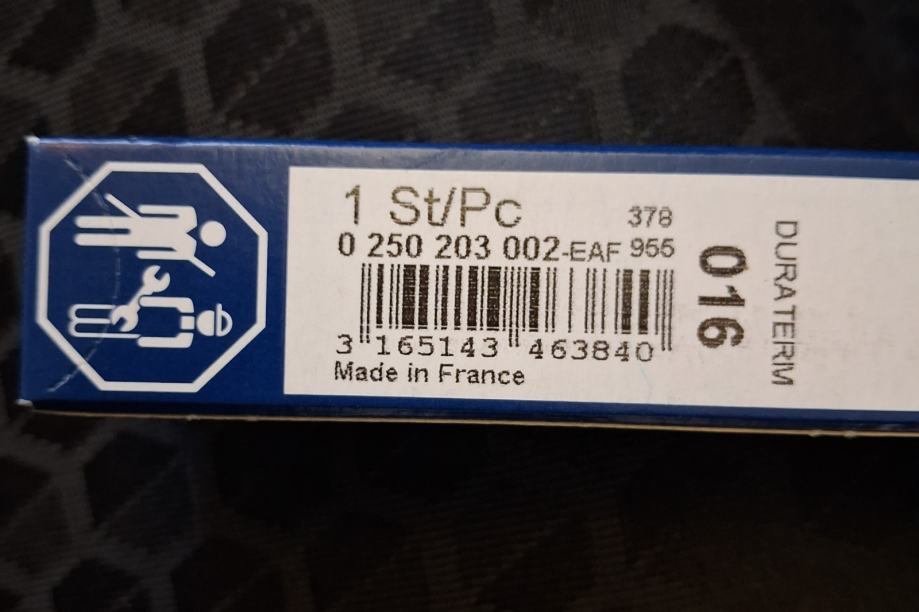 1 St/Pc
378
0 250 203 002-EAF 955
3 165143 463840
Made in France
016
DURATERM